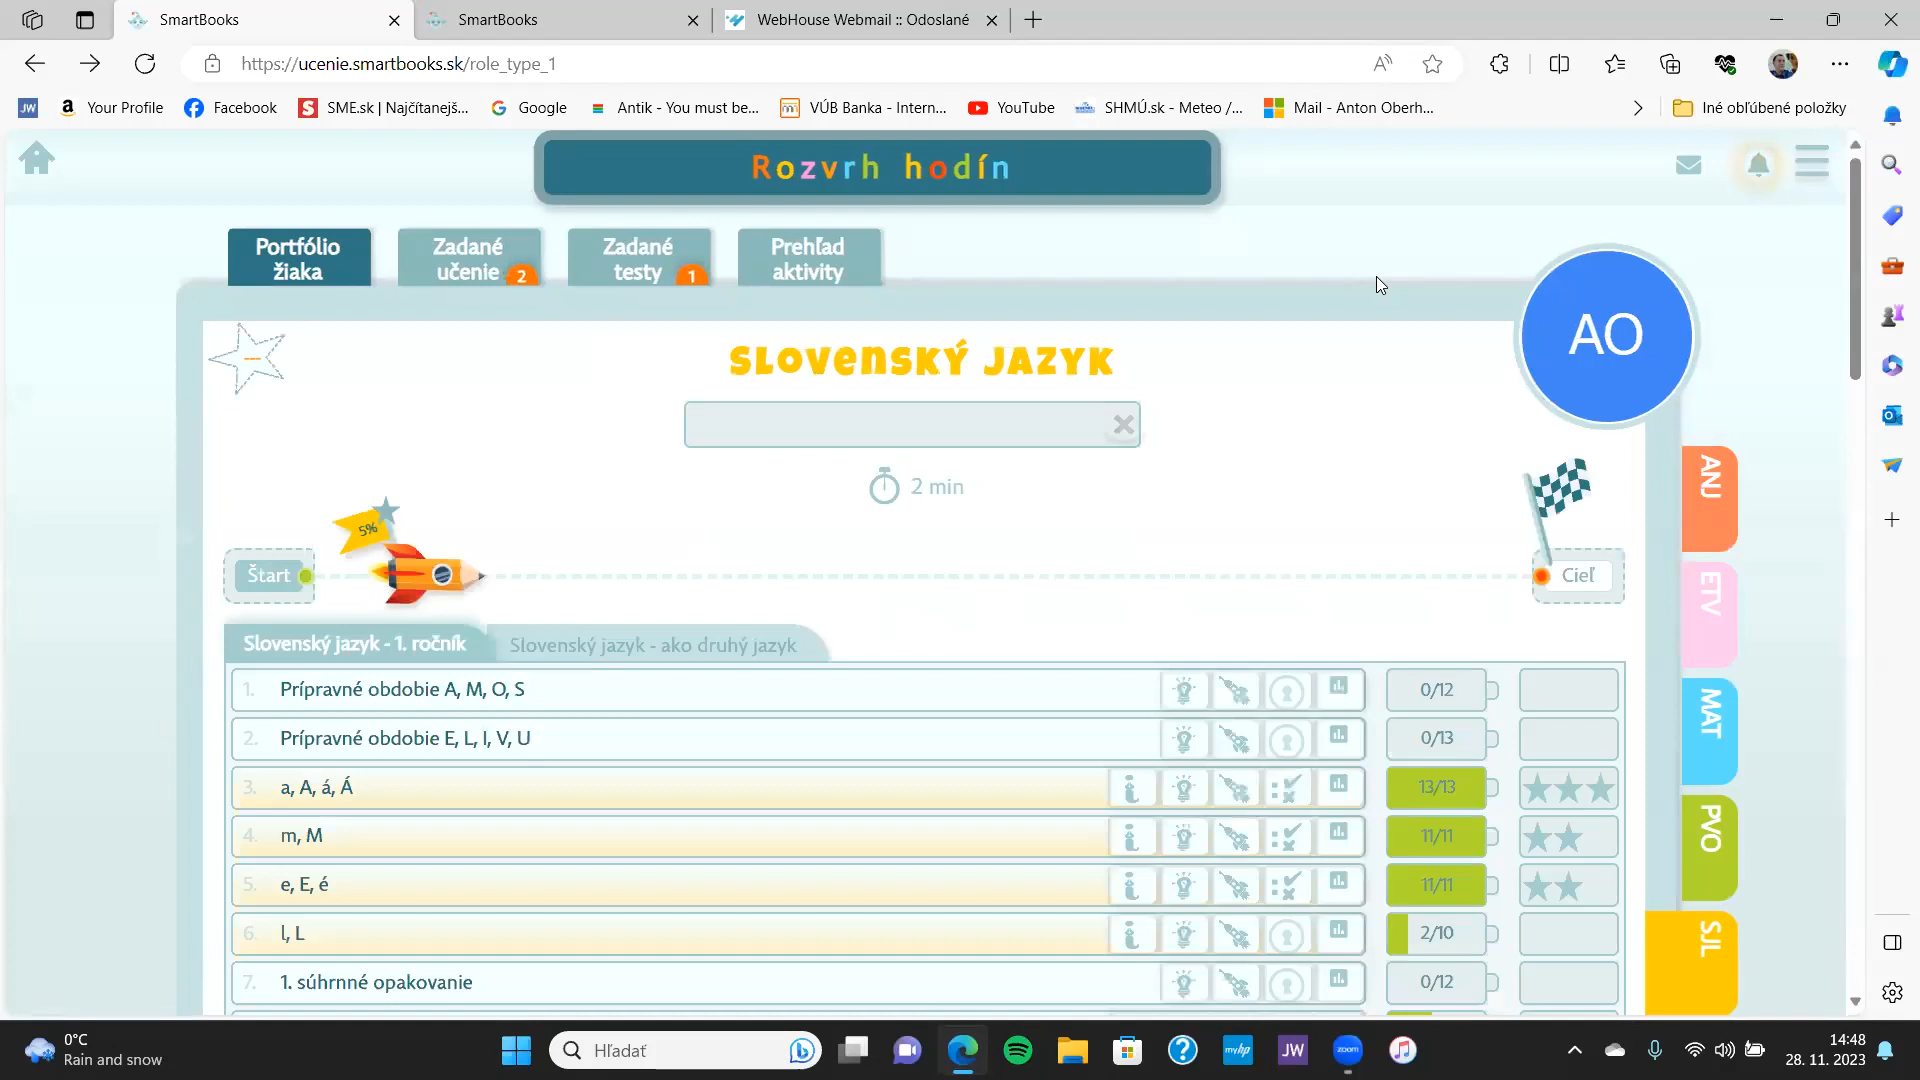 SmartBooks
SmartBooks
WebHouse Webmail :: Odoslané
https://ucenie.smartbooks.sk/role_type_1
JW
Your Profile
Facebook
SME.sk | Najčítanejš...
Google
Antik - You must be...
VÚB Banka - Intern...
YouTube
SHMÚ.sk - Meteo /...
Mail - Anton Oberh...
Iné obľúbené položky
Rozvrh hodín
Portfólio
žiaka
Zadané
učenie 2
Zadané
testy 1
Prehľad
aktivity
AO
SLOVENSKÝ JAZYK
2 min
5%
Štart
Cieľ
ANJ
ETV
MAT
PVO
SJL
Slovenský jazyk - 1. ročník
Slovenský jazyk - ako druhý jazyk
1. Prípravné obdobie A, M, O, S 0/12
2. Prípravné obdobie E, L, I, V, U 0/13
3. a, A, á, Á 13/13
4. m, M 11/11
5. e, E, é 11/11
6. l, L 2/10
7. 1. súhrnné opakovanie 0/12
0°C
Rain and snow
Hľadať
myhp
JW
zoom
14:48
28. 11. 2023